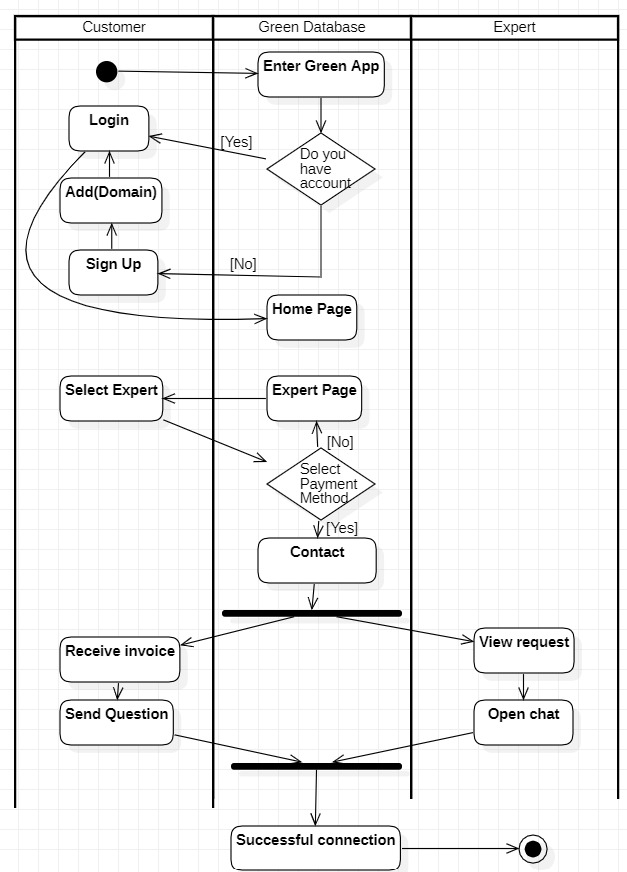 Customer
Green Database
Expert
Enter Green App
Login
[Yes]
Do you
have
account
Add(Domain)
Sign Up
[No]
Home Page
Select Expert
Expert Page
[No]
Select
Payment
Method
[Yes]
Contact
Receive invoice
View request
Send Question
Open chat
Successful connection